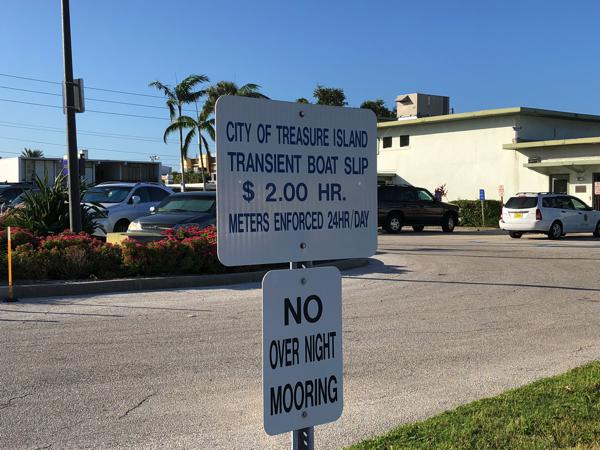 CITY OF TREASURE ISLAND
TRANSIENT BOAT SLIP
$ 2.00 HR.
METERS ENFORCED 24HR/DAY
NO
OVER NIGHT
MOORING